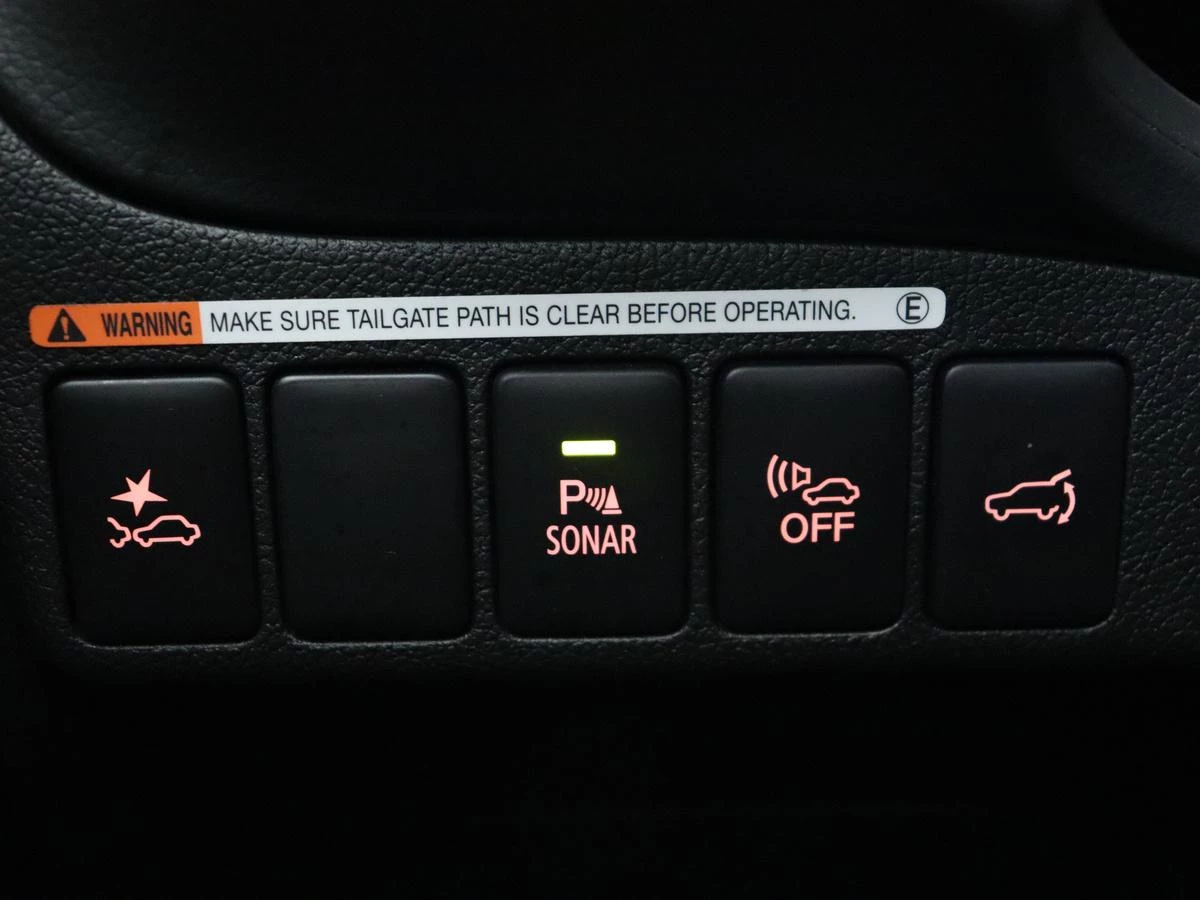 WARNING MAKE SURE TAILGATE PATH IS CLEAR BEFORE OPERATING. E
P
SONAR
OFF